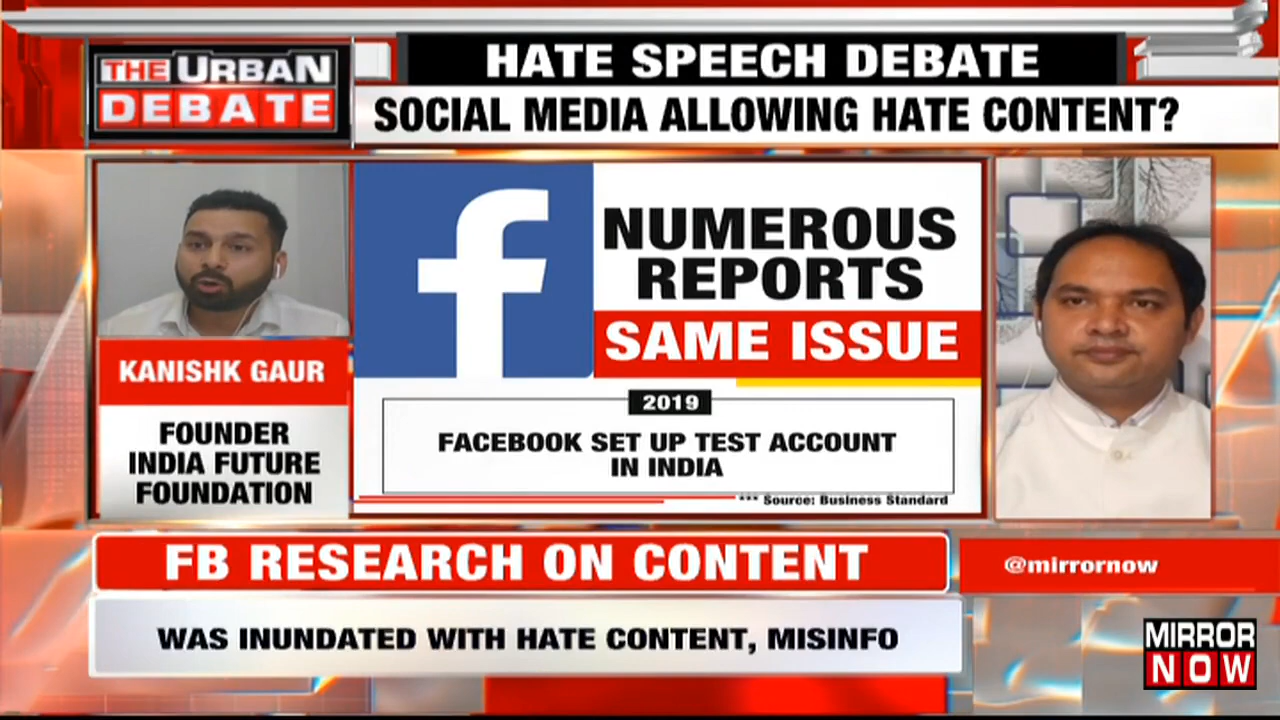 THE URBAN
DEBATE
HATE SPEECH DEBATE
SOCIAL MEDIA ALLOWING HATE CONTENT?
KANISHK GAUR
FOUNDER
INDIA FUTURE
FOUNDATION
f
NUMEROUS
REPORTS
SAME ISSUE
2019
FACEBOOK SET UP TEST ACCOUNT
IN INDIA
*** Source: Business Standard
FB RESEARCH ON CONTENT
@mirrornow
WAS INUNDATED WITH HATE CONTENT, MISINFO
MIRROR
NOW